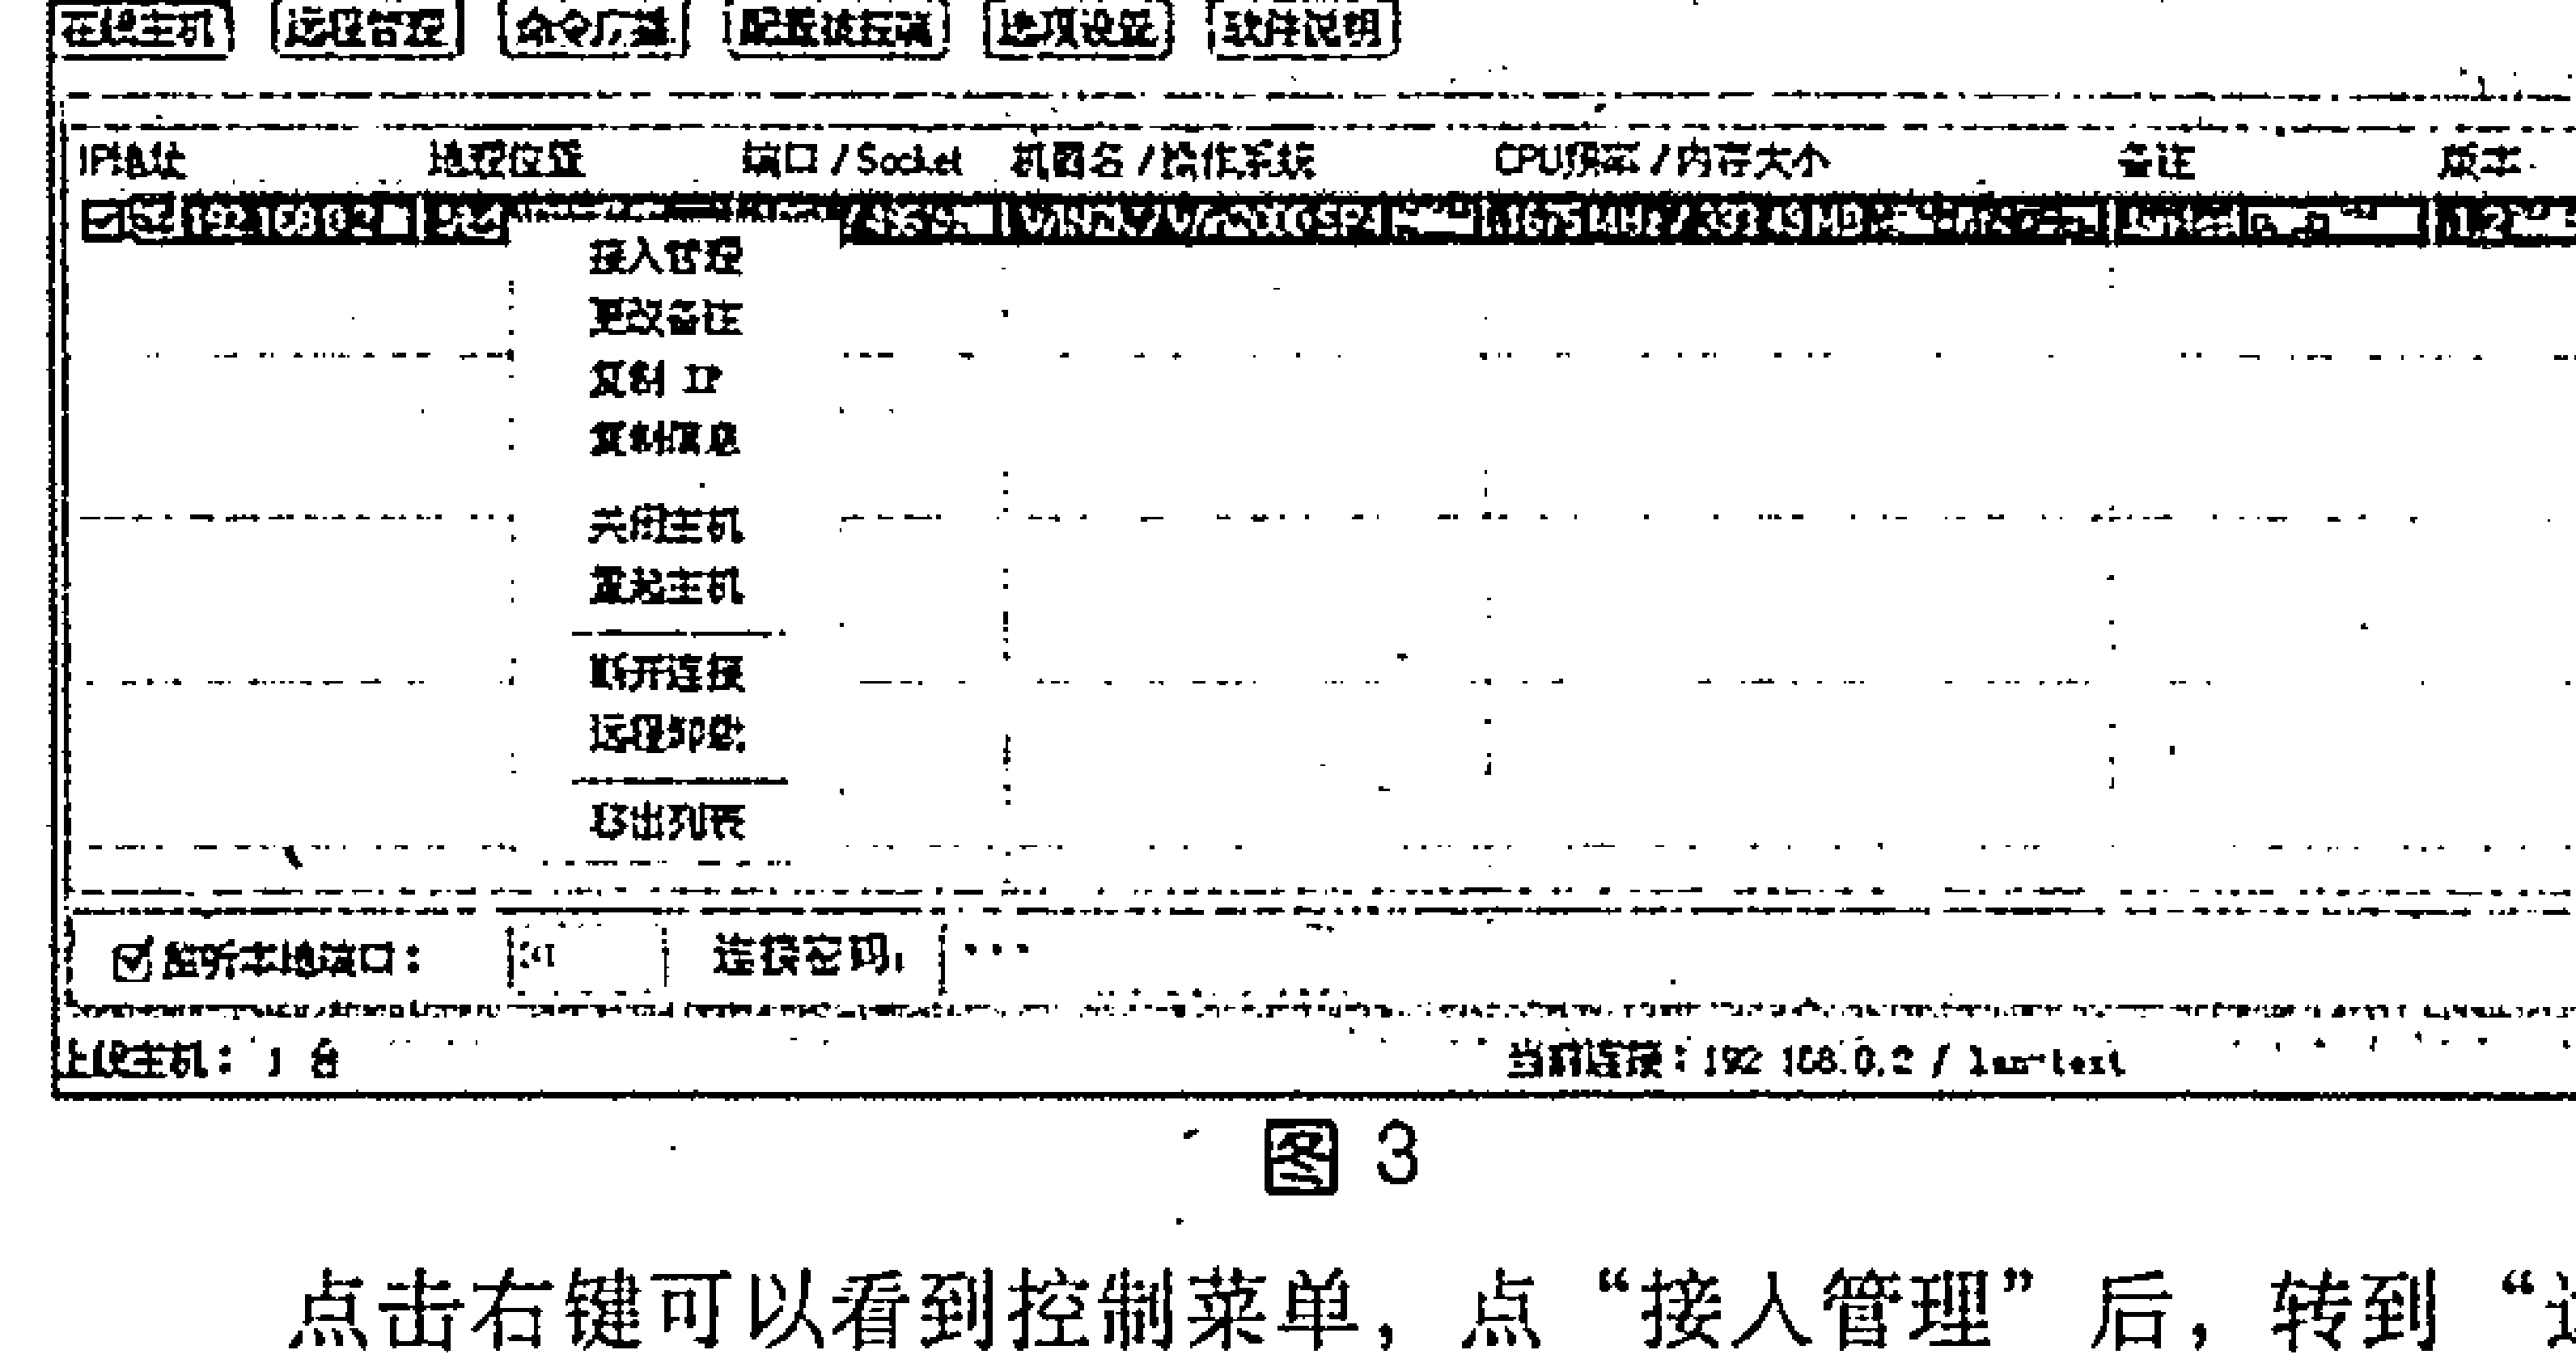 在线主机 远程管理 命令广播 配置被控端 选项设置 软件说明
IP地址 地理位置 端口/Socket 机器名/操作系统 CPU频率/内存大小 备注 版本
192.168.0.2
接入管理
更改备注
复制 IP
复制信息
关闭主机
重起主机
断开连接
远程卸载
移出列表
监听本地端口: 连接密码:
上线主机: 1 台 当前连接:192.168.0.2 /
图 3
点击右键可以看到控制菜单，点“接入管理”后，转到“